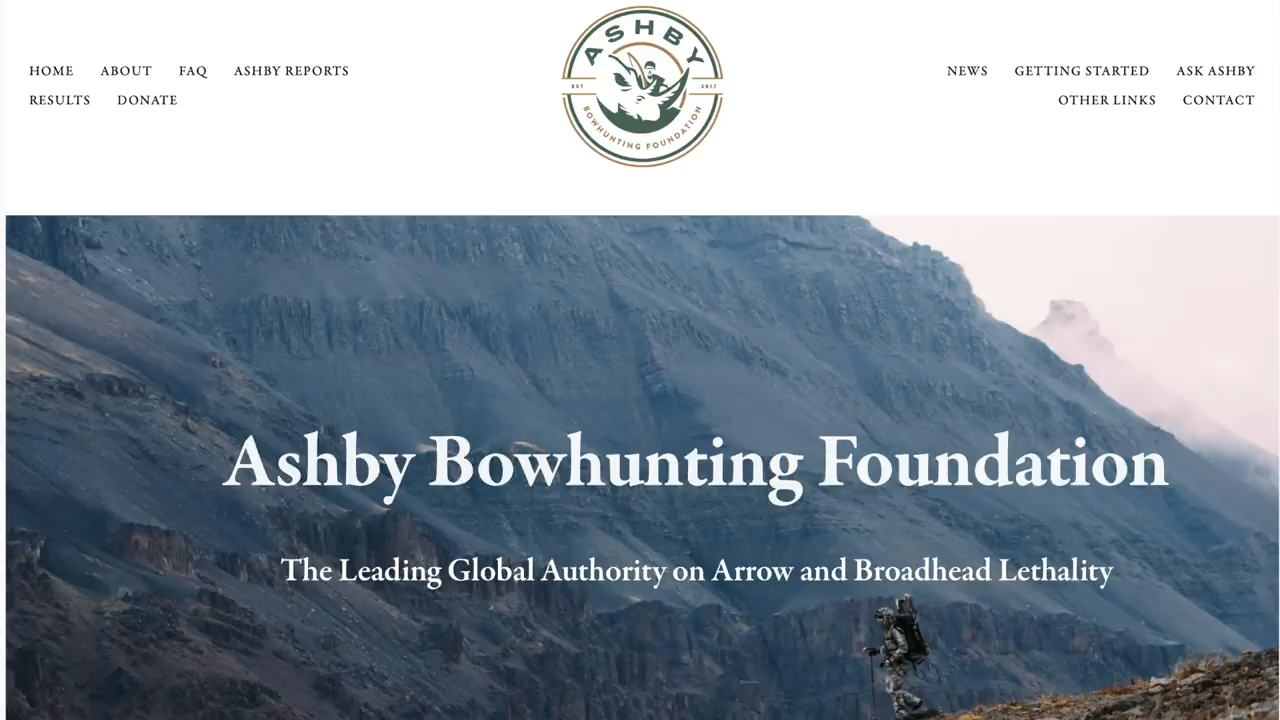 HOME ABOUT FAQ ASHBY REPORTS
RESULTS DONATE
ASHBY
EST 2017
BOWHUNTING FOUNDATION
NEWS GETTING STARTED ASK ASHBY
OTHER LINKS CONTACT
Ashby Bowhunting Foundation
The Leading Global Authority on Arrow and Broadhead Lethality